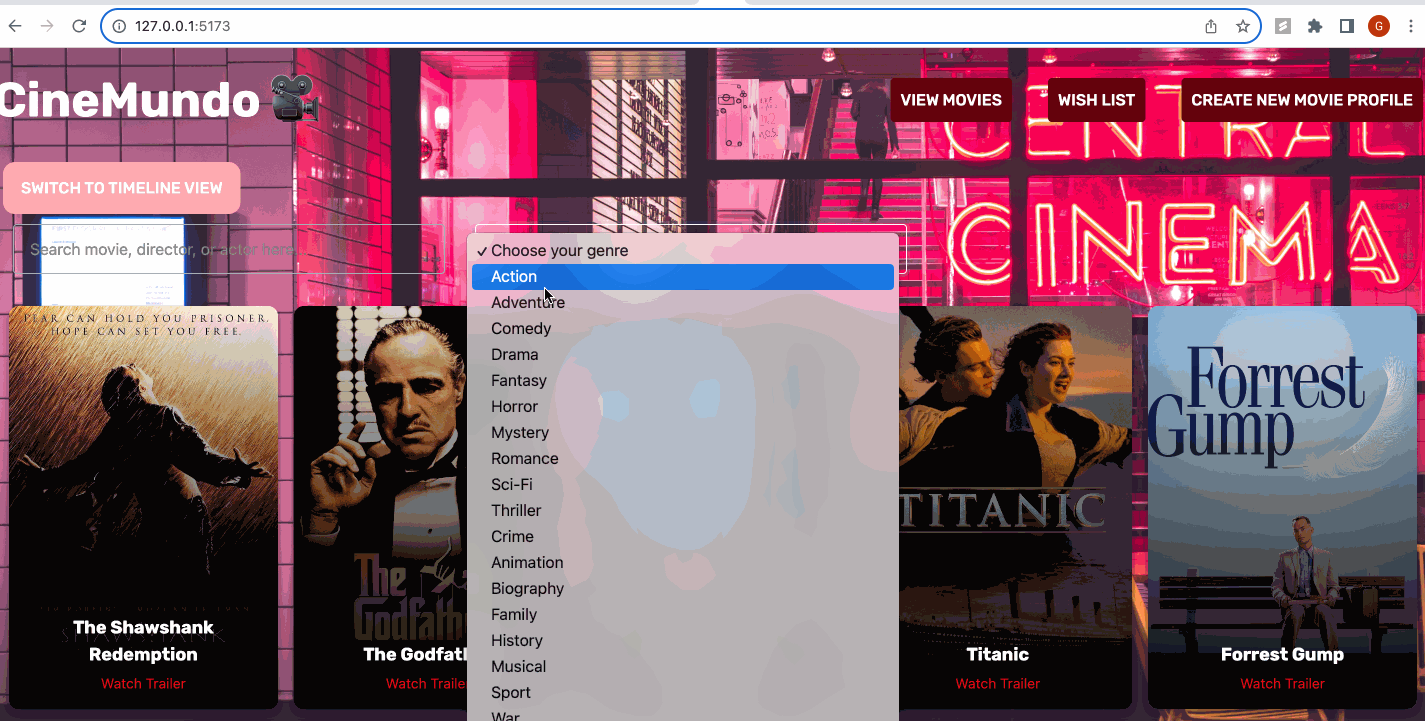 127.0.0.1:5173
G
CineMundo
VIEW MOVIES
WISH LIST
CREATE NEW MOVIE PROFILE
CENTRAL
SWITCH TO TIMELINE VIEW
CINEMA
Search movie, director, or actor here...
✓ Choose your genre
Action
Adventure
Comedy
Drama
Fantasy
Horror
Mystery
Romance
Sci-Fi
Thriller
Crime
Animation
Biography
Family
History
Musical
Sport
War
FEAR CAN HOLD YOU PRISONER.
HOPE CAN SET YOU FREE.
SHAWSHANK
The Shawshank
Redemption
Watch Trailer
The
Godfath
The Godfat
Watch Traile
TITANIC
Titanic
Watch Trailer
Forrest
Gump
Forrest Gump
Watch Trailer